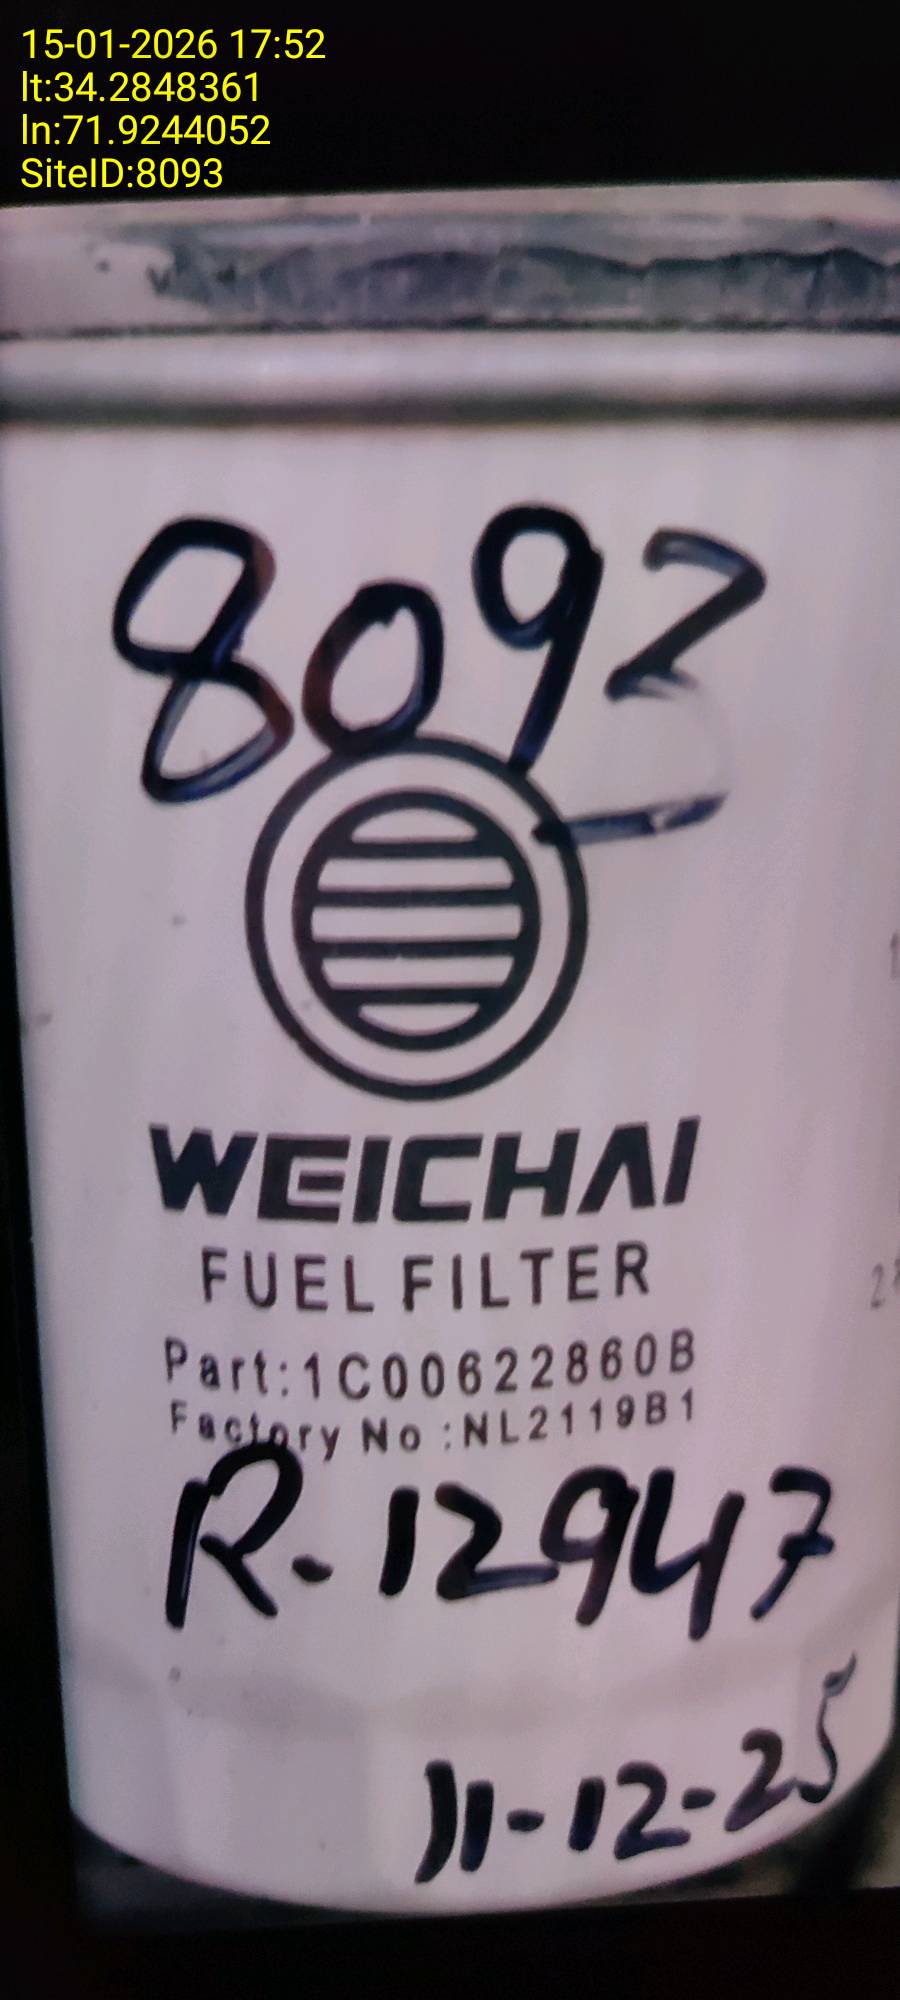 15-01-2026 17:52
lt:34.2848361
ln:71.9244052
SiteID:8093
8093
WEICHAI
FUEL FILTER
Part:1C00622860B
Factory No :NL2119B1
R-12947
11-12-25